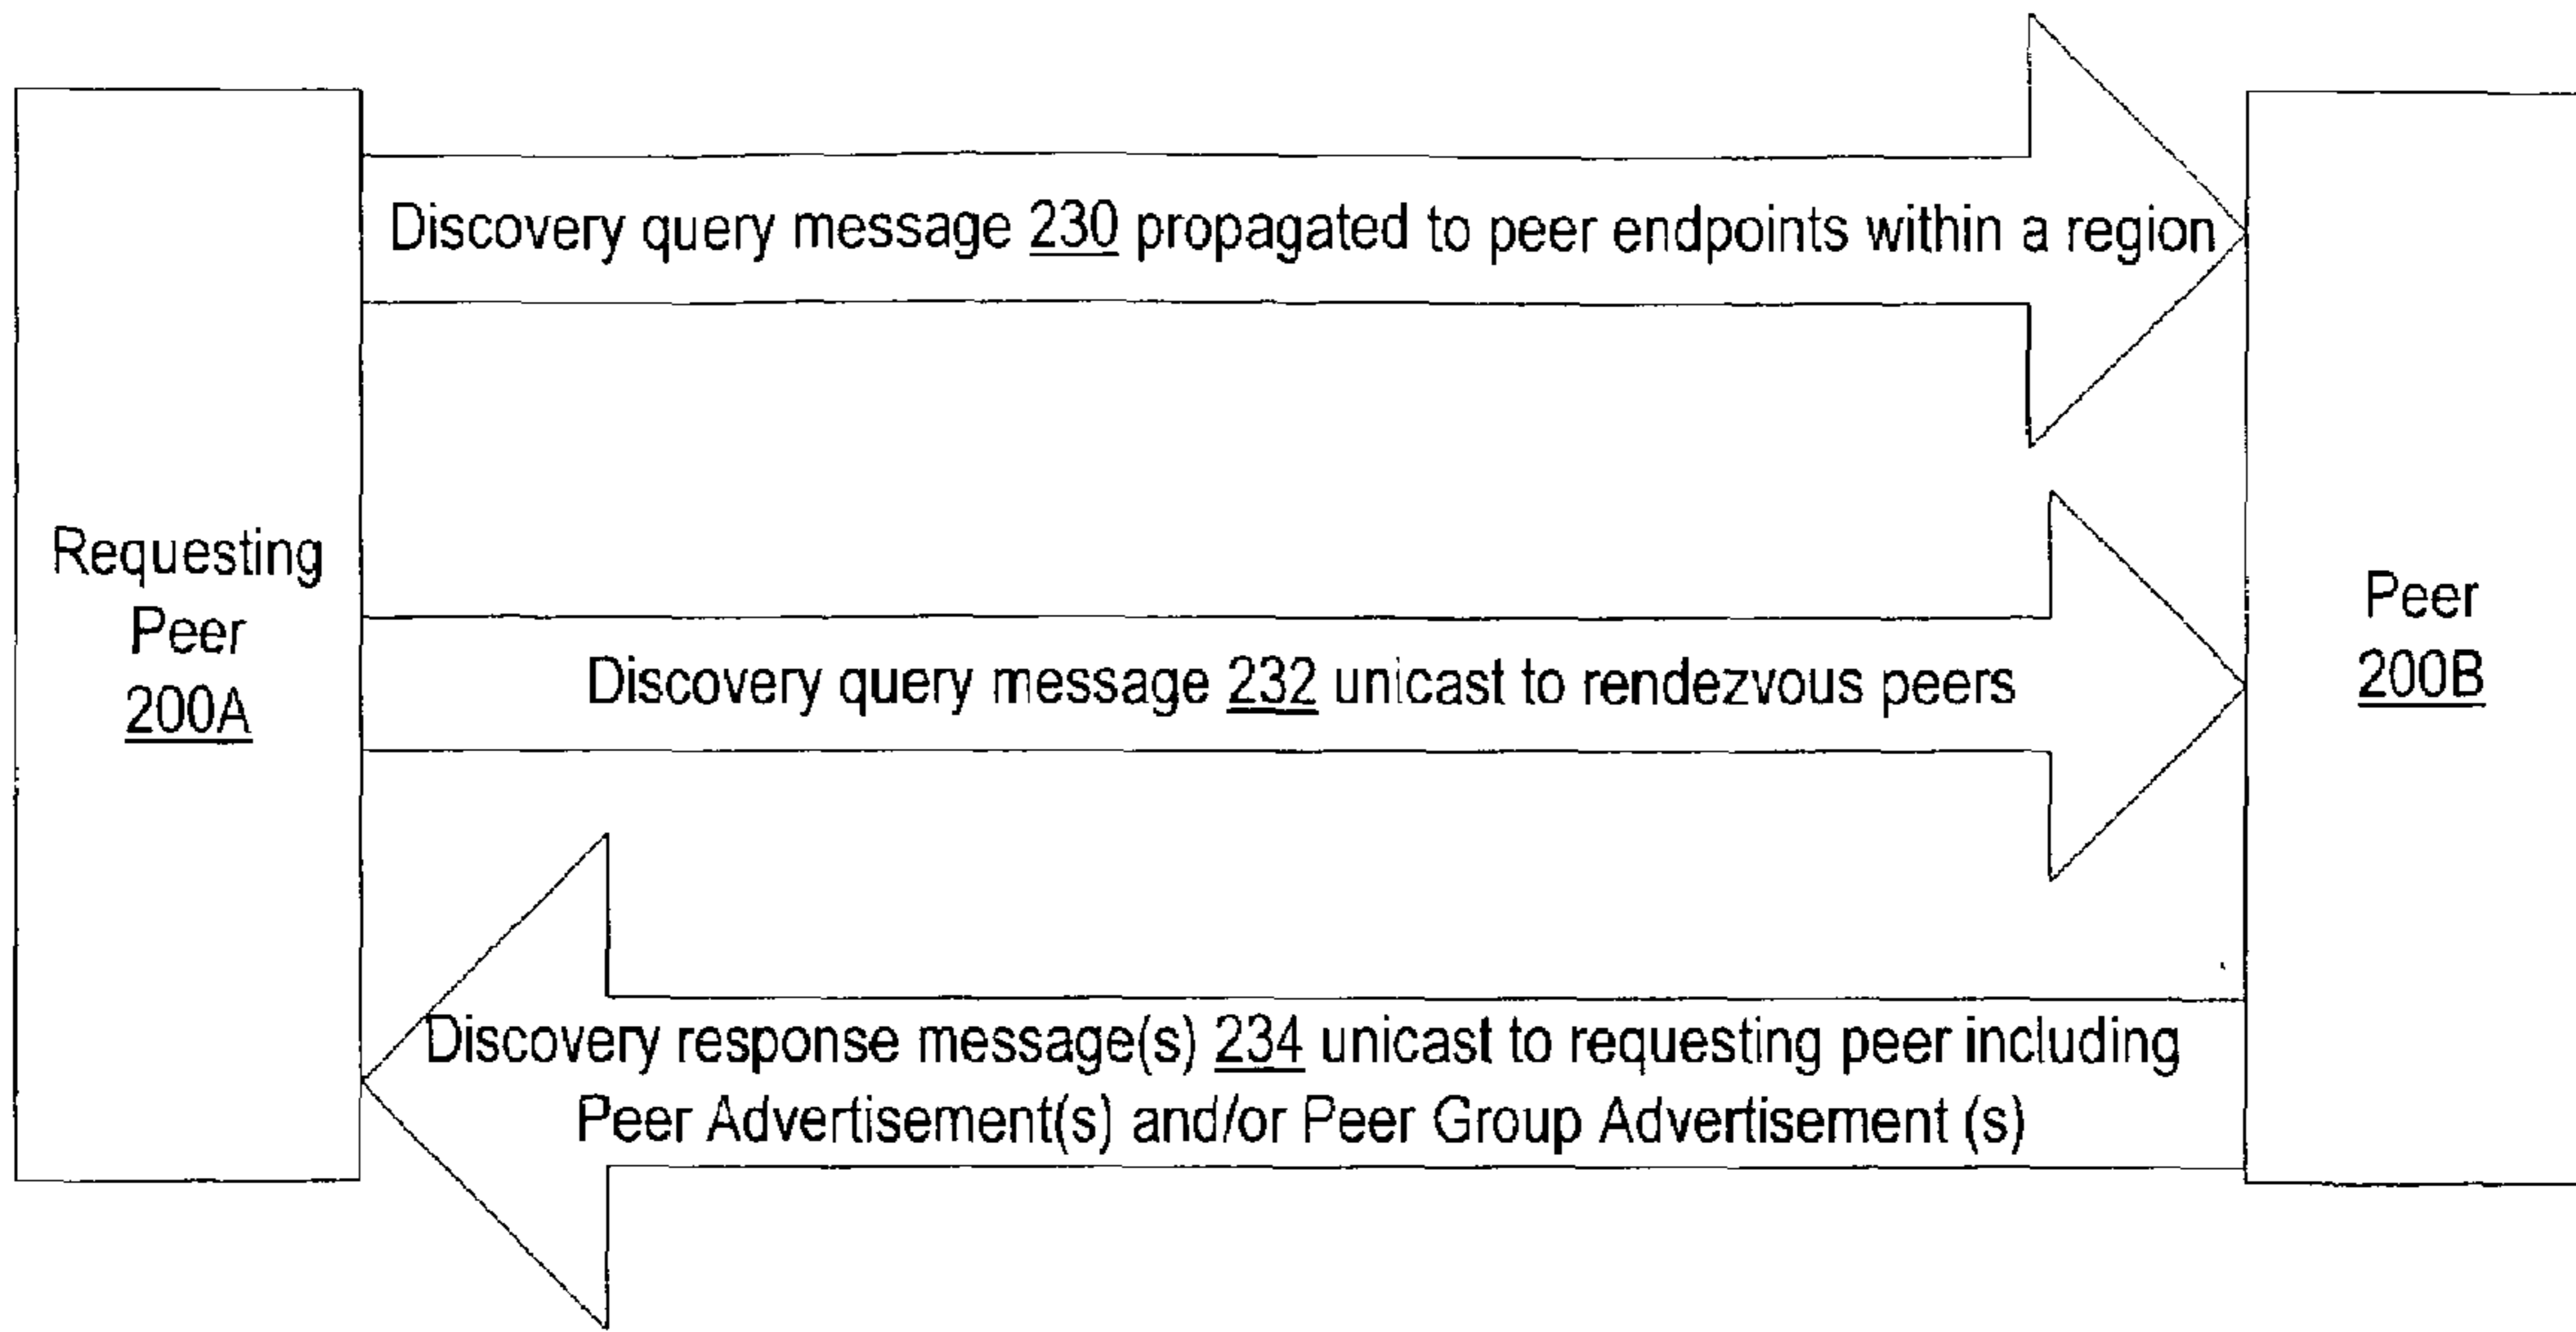 Discovery query message 230 propagated to peer endpoints within a region
Requesting
Peer
200A
Discovery query message 232 unicast to rendezvous peers
Peer
200B
Discovery response message(s) 234 unicast to requesting peer including
Peer Advertisement(s) and/or Peer Group Advertisement (s)